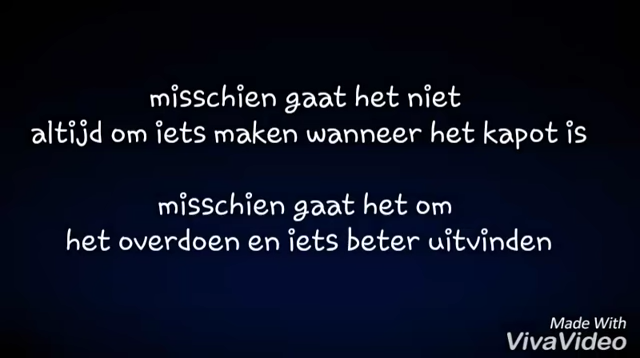 misschien gaat het niet
altijd om iets maken wanneer het kapot is
misschien gaat het om
het overdoen en iets beter uitvinden
Made With
VivaVideo